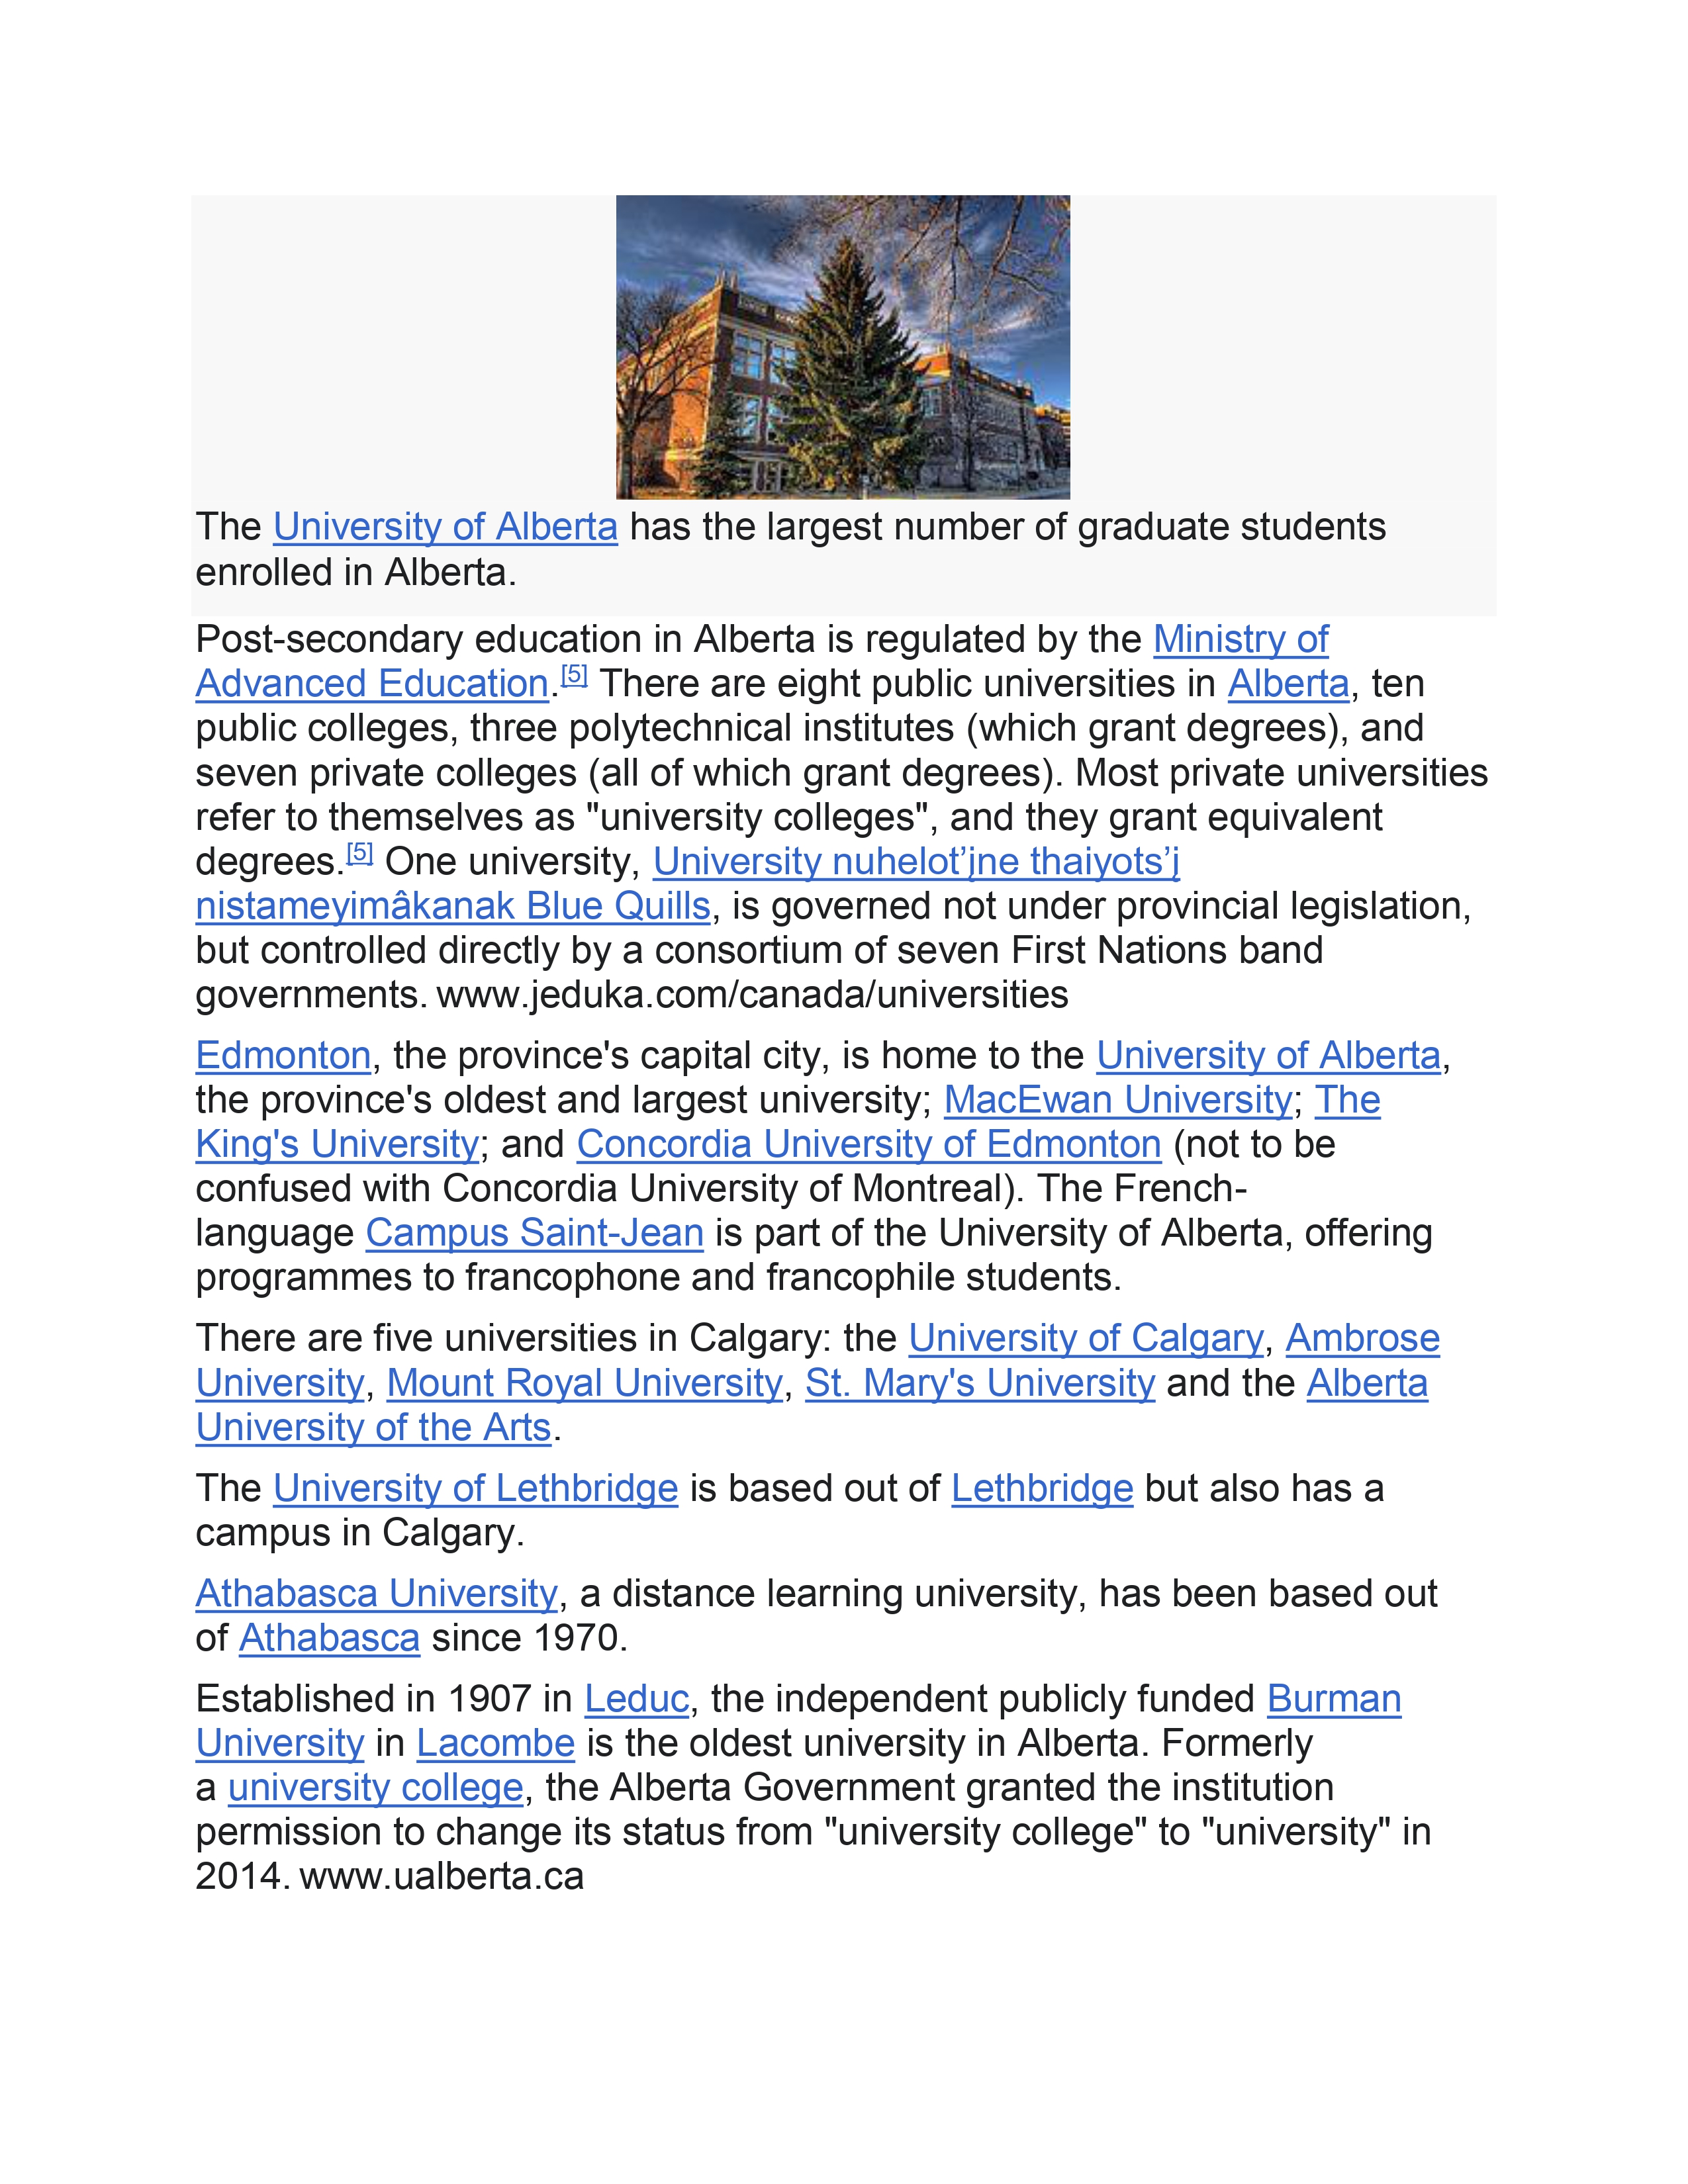 The University of Alberta has the largest number of graduate students
enrolled in Alberta.
Post-secondary education in Alberta is regulated by the Ministry of
Advanced Education.[5] There are eight public universities in Alberta, ten
public colleges, three polytechnical institutes (which grant degrees), and
seven private colleges (all of which grant degrees). Most private universities
refer to themselves as "university colleges", and they grant equivalent
degrees.[5] One university, University nuhelot’įne thaiyots’į
nistameyimâkanak Blue Quills, is governed not under provincial legislation,
but controlled directly by a consortium of seven First Nations band
governments. www.jeduka.com/canada/universities
Edmonton, the province's capital city, is home to the University of Alberta,
the province's oldest and largest university; MacEwan University; The
King's University; and Concordia University of Edmonton (not to be
confused with Concordia University of Montreal). The French-
language Campus Saint-Jean is part of the University of Alberta, offering
programmes to francophone and francophile students.
There are five universities in Calgary: the University of Calgary, Ambrose
University, Mount Royal University, St. Mary's University and the Alberta
University of the Arts.
The University of Lethbridge is based out of Lethbridge but also has a
campus in Calgary.
Athabasca University, a distance learning university, has been based out
of Athabasca since 1970.
Established in 1907 in Leduc, the independent publicly funded Burman
University in Lacombe is the oldest university in Alberta. Formerly
a university college, the Alberta Government granted the institution
permission to change its status from "university college" to "university" in
2014. www.ualberta.ca